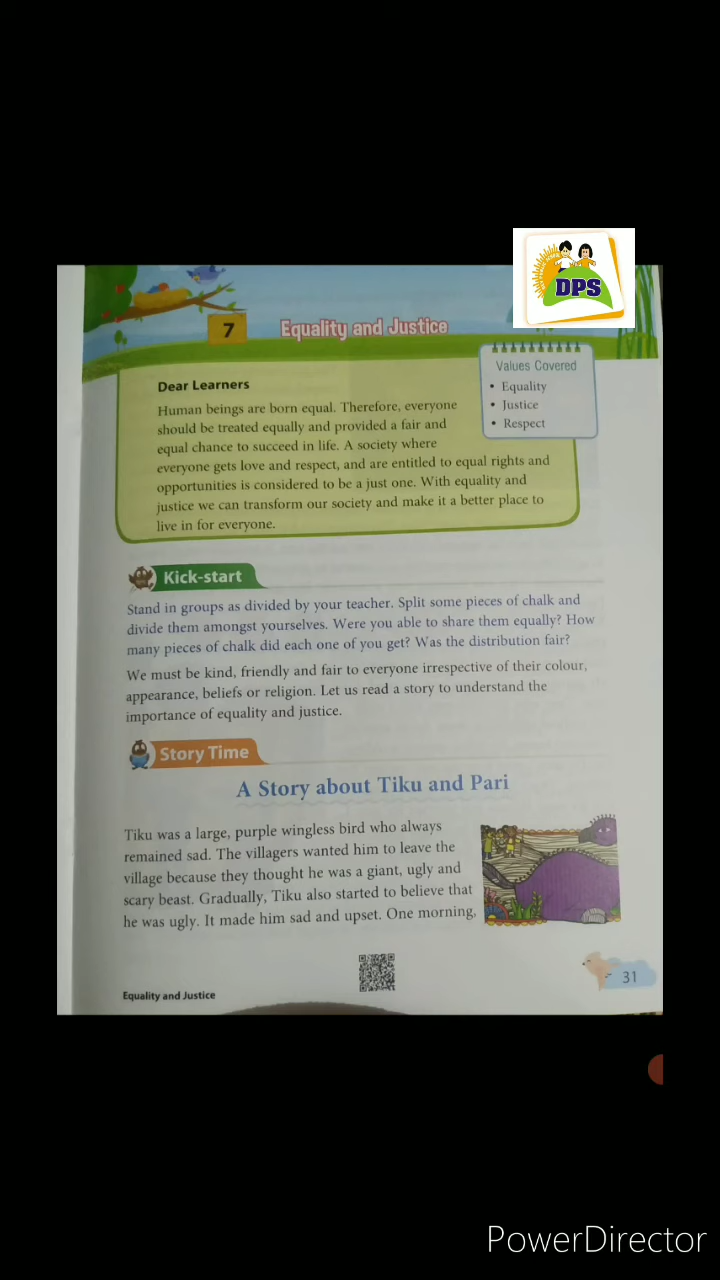 DPS
7
Equality and Justice
Values Covered
• Equality
• Justice
• Respect
Dear Learners
Human beings are born equal. Therefore, everyone
should be treated equally and provided a fair and
equal chance to succeed in life. A society where
everyone gets love and respect, and are entitled to equal rights and
opportunities is considered to be a just one. With equality and
justice we can transform our society and make it a better place to
live in for everyone.
Kick-start
Stand in groups as divided by your teacher. Split some pieces of chalk and
divide them amongst yourselves. Were you able to share them equally? How
many pieces of chalk did each one of you get? Was the distribution fair?
We must be kind, friendly and fair to everyone irrespective of their colour,
appearance, beliefs or religion. Let us read a story to understand the
importance of equality and justice.
Story Time
A Story about Tiku and Pari
Tiku was a large, purple wingless bird who always
remained sad. The villagers wanted him to leave the
village because they thought he was a giant, ugly and
scary beast. Gradually, Tiku also started to believe that
he was ugly. It made him sad and upset. One morning,
31
Equality and Justice
PowerDirector